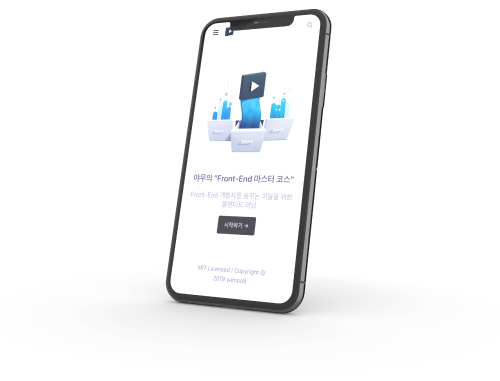 야무의 "Front-End 마스터 코스"
Front-End 개발자를 꿈꾸는 이들을 위한
블렌디드 러닝
시작하기 →
MIT Licensed | Copyright ©
2019 yamoo9